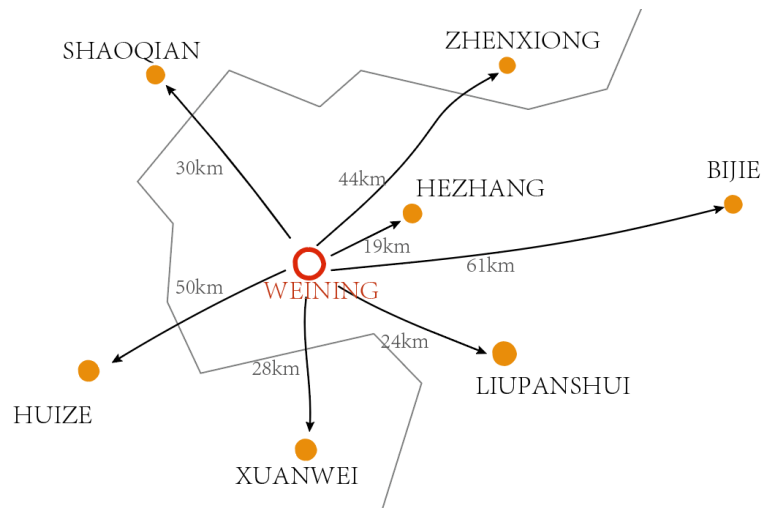 ZHENXIONG
SHAOQIAN
30km
44km
BIJIE
HEZHANG
19km
61km
50km
WEINING
24km
28km
LIUPANSHUI
HUIZE
XUANWEI